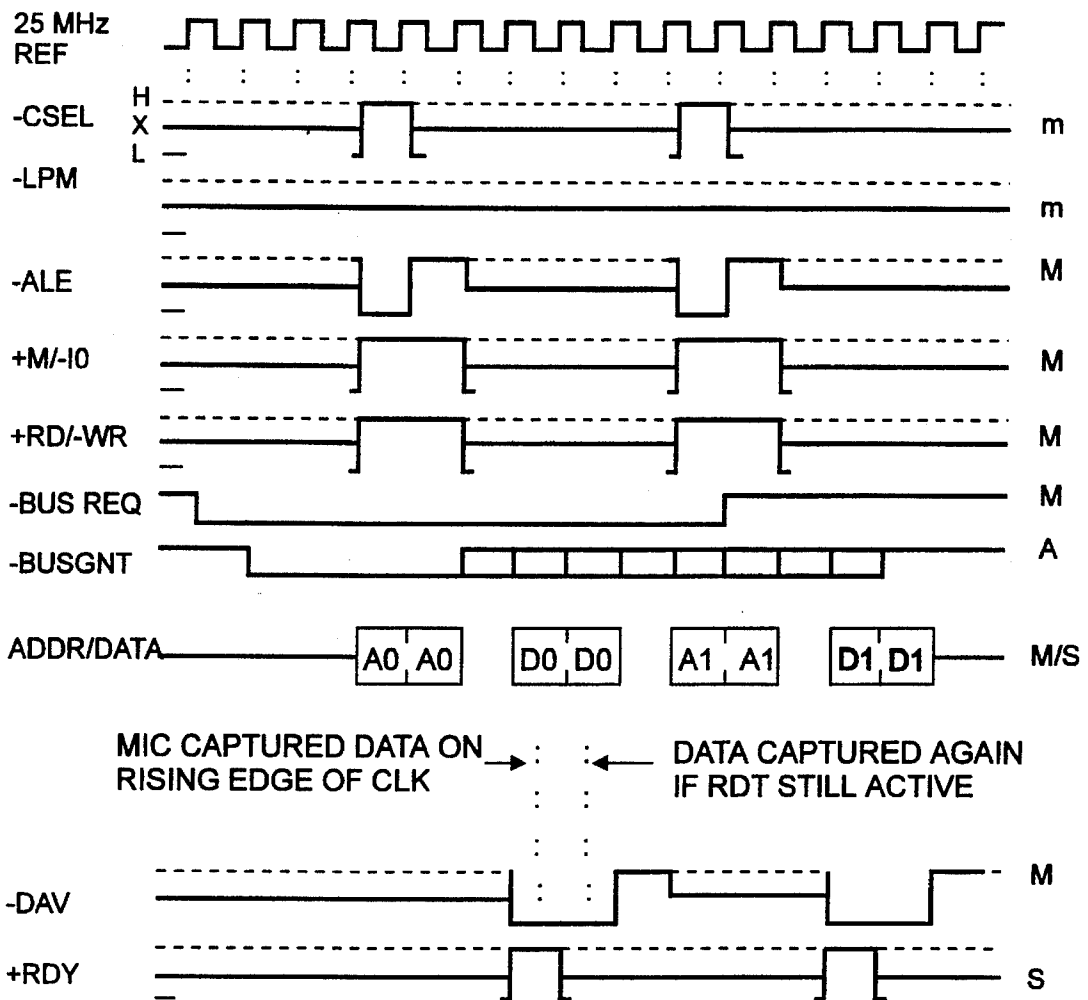 25 MHz
REF
H
-CSEL X m
L
-LPM
m
-ALE M
+M/-I0 M
+RD/-WR M
-BUS REQ M
-BUSGNT A
ADDR/DATA A0 A0 D0 D0 A1 A1 D1 D1 M/S
MIC CAPTURED DATA ON
RISING EDGE OF CLK
DATA CAPTURED AGAIN
IF RDT STILL ACTIVE
-DAV M
+RDY S